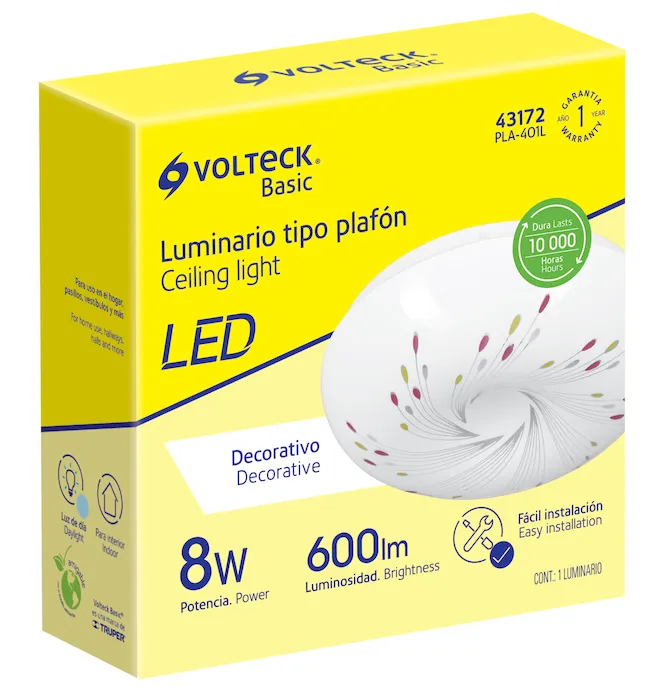 VOLTECK
Basic
43172
PLA-401L
GARANTIA
AÑO 1 YEAR
WARRANTY
VOLTECK®
Basic
Luminario tipo plafón
Ceiling light
LED
Dura Lasts
10 000
Horas
Hours
Decorativo
Decorative
8W
Potencia. Power
600lm
Luminosidad. Brightness
Fácil instalación
Easy installation
CONT.: 1 LUMINARIO
Para uso en el hogar,
pasillos, vestíbulos y más
For home use, hallways,
halls and more
Luz de día
Daylight
Para interior
Indoor
Volteck Basic®
es una marca de
TRUPER